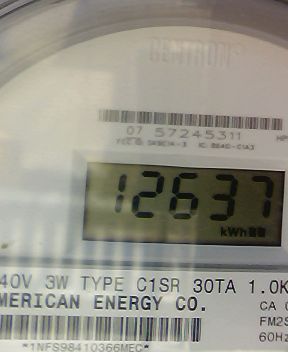 CENTRON
07 57245311
12637
kWh
40V 3W TYPE C1SR 30TA 1.0K
MERICAN ENERGY CO.
CA
FM2S
60Hz
*1NFS98410366MEC*